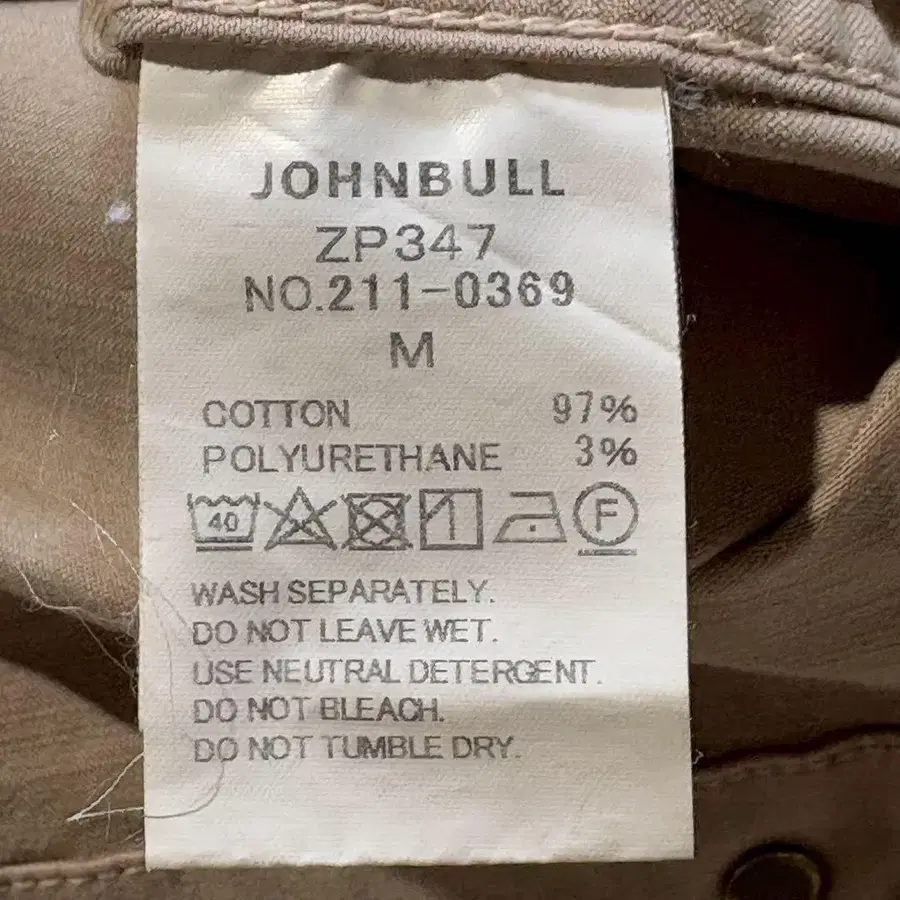 JOHNBULL
ZP347
NO.211-0369
M
COTTON 97%
POLYURETHANE 3%
40 F
WASH SEPARATELY.
DO NOT LEAVE WET.
USE NEUTRAL DETERGENT.
DO NOT BLEACH.
DO NOT TUMBLE DRY.